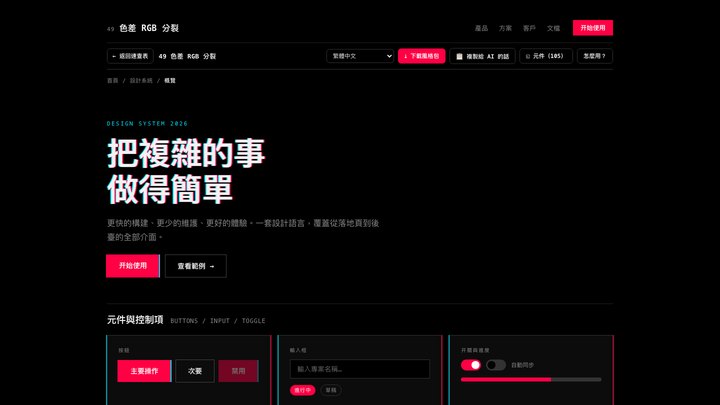 49 色差 RGB 分裂
產品 方案 客戶 文檔 开始使用
← 返回速查表 49 色差 RGB 分裂 繁體中文 ↓ 下載風格包 📋 複製給 AI 的話 元件（105） 怎麼用？
首頁 / 設計系統 / 概覽
DESIGN SYSTEM 2026
把複雜的事
做得簡單
更快的構建、更少的維護、更好的體驗。一套設計語言，覆蓋從落地頁到後
臺的全部介面。
开始使用 查看範例 →
元件與控制項 BUTTONS / INPUT / TOGGLE
按鈕 輸入框 開關與進度
主要操作 次要 禁用 輸入專案名稱… 自動同步
進行中 草稿